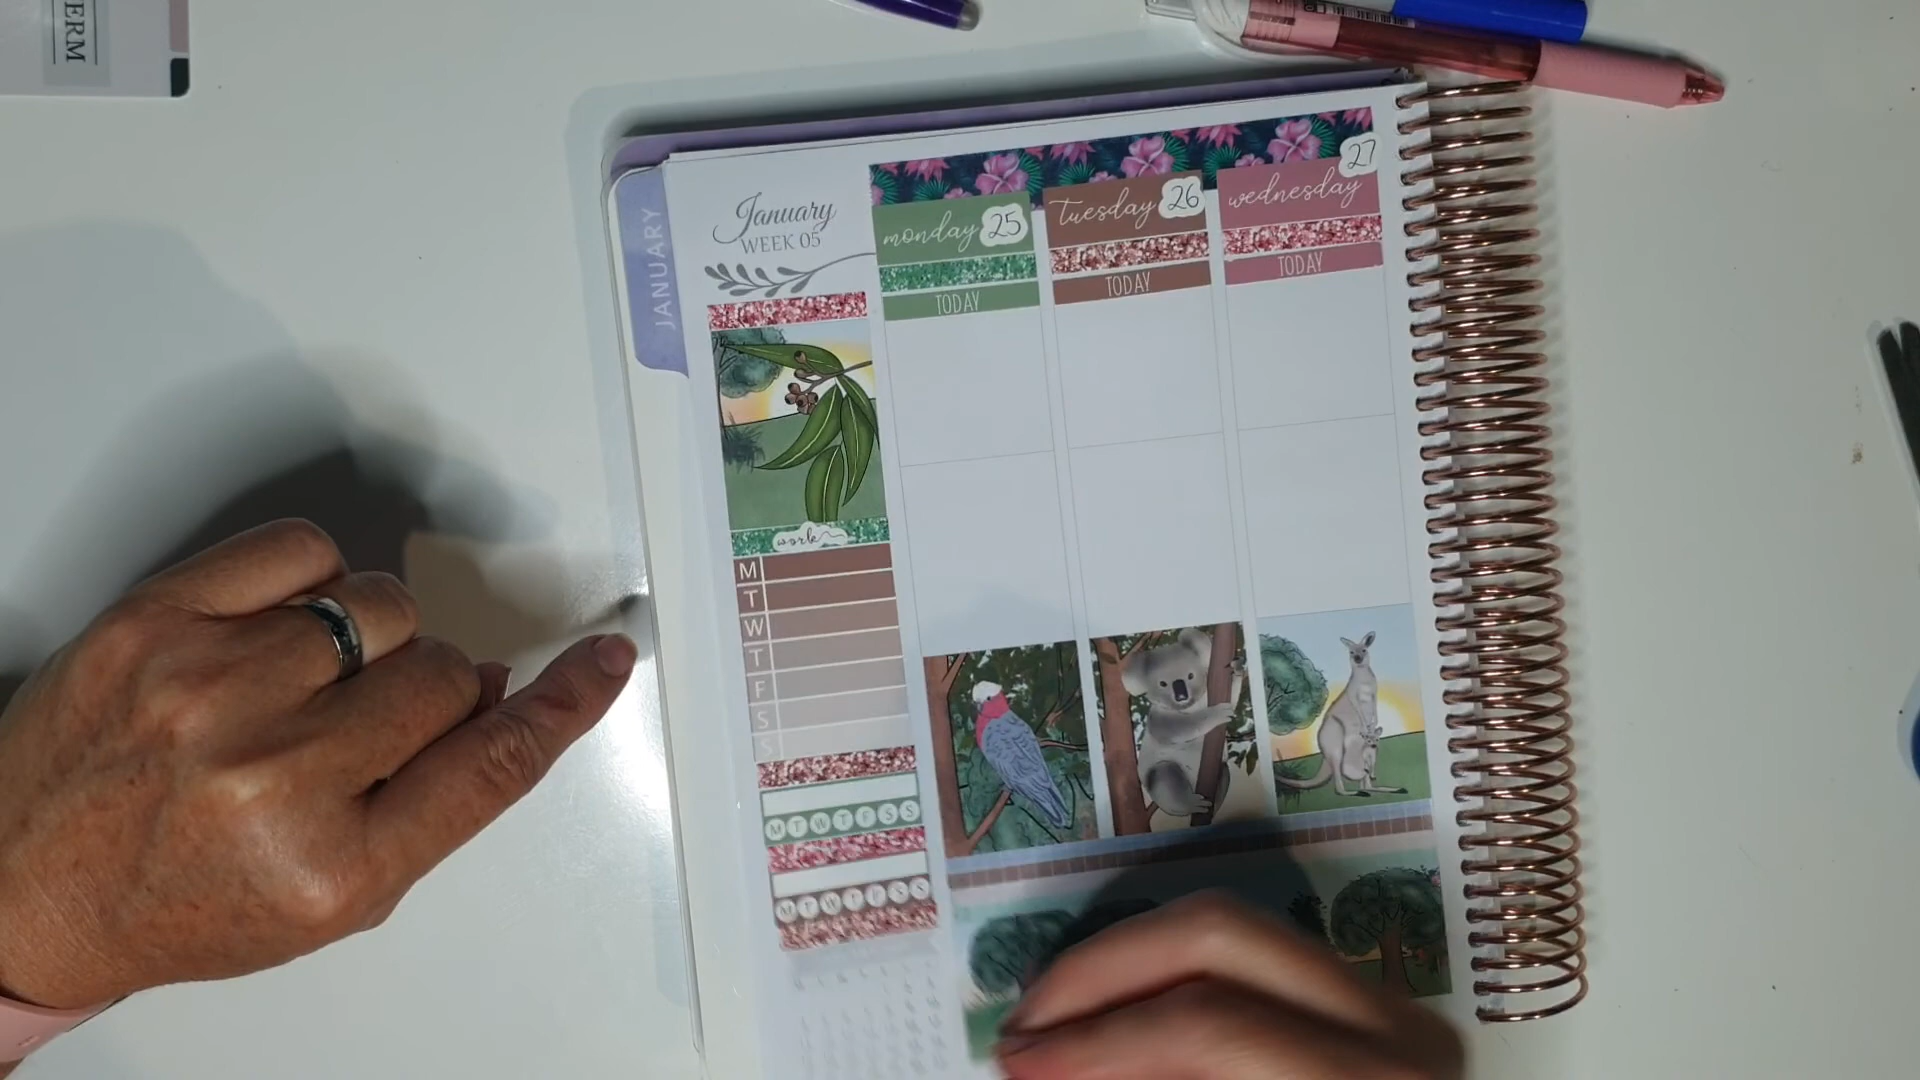 ERM
JANUARY
January
WEEK 05
monday 25
tuesday 26
wednesday 27
TODAY
TODAY
TODAY
work
M
T
W
T
F
S
S
M T W T F S S
M T W T F S S